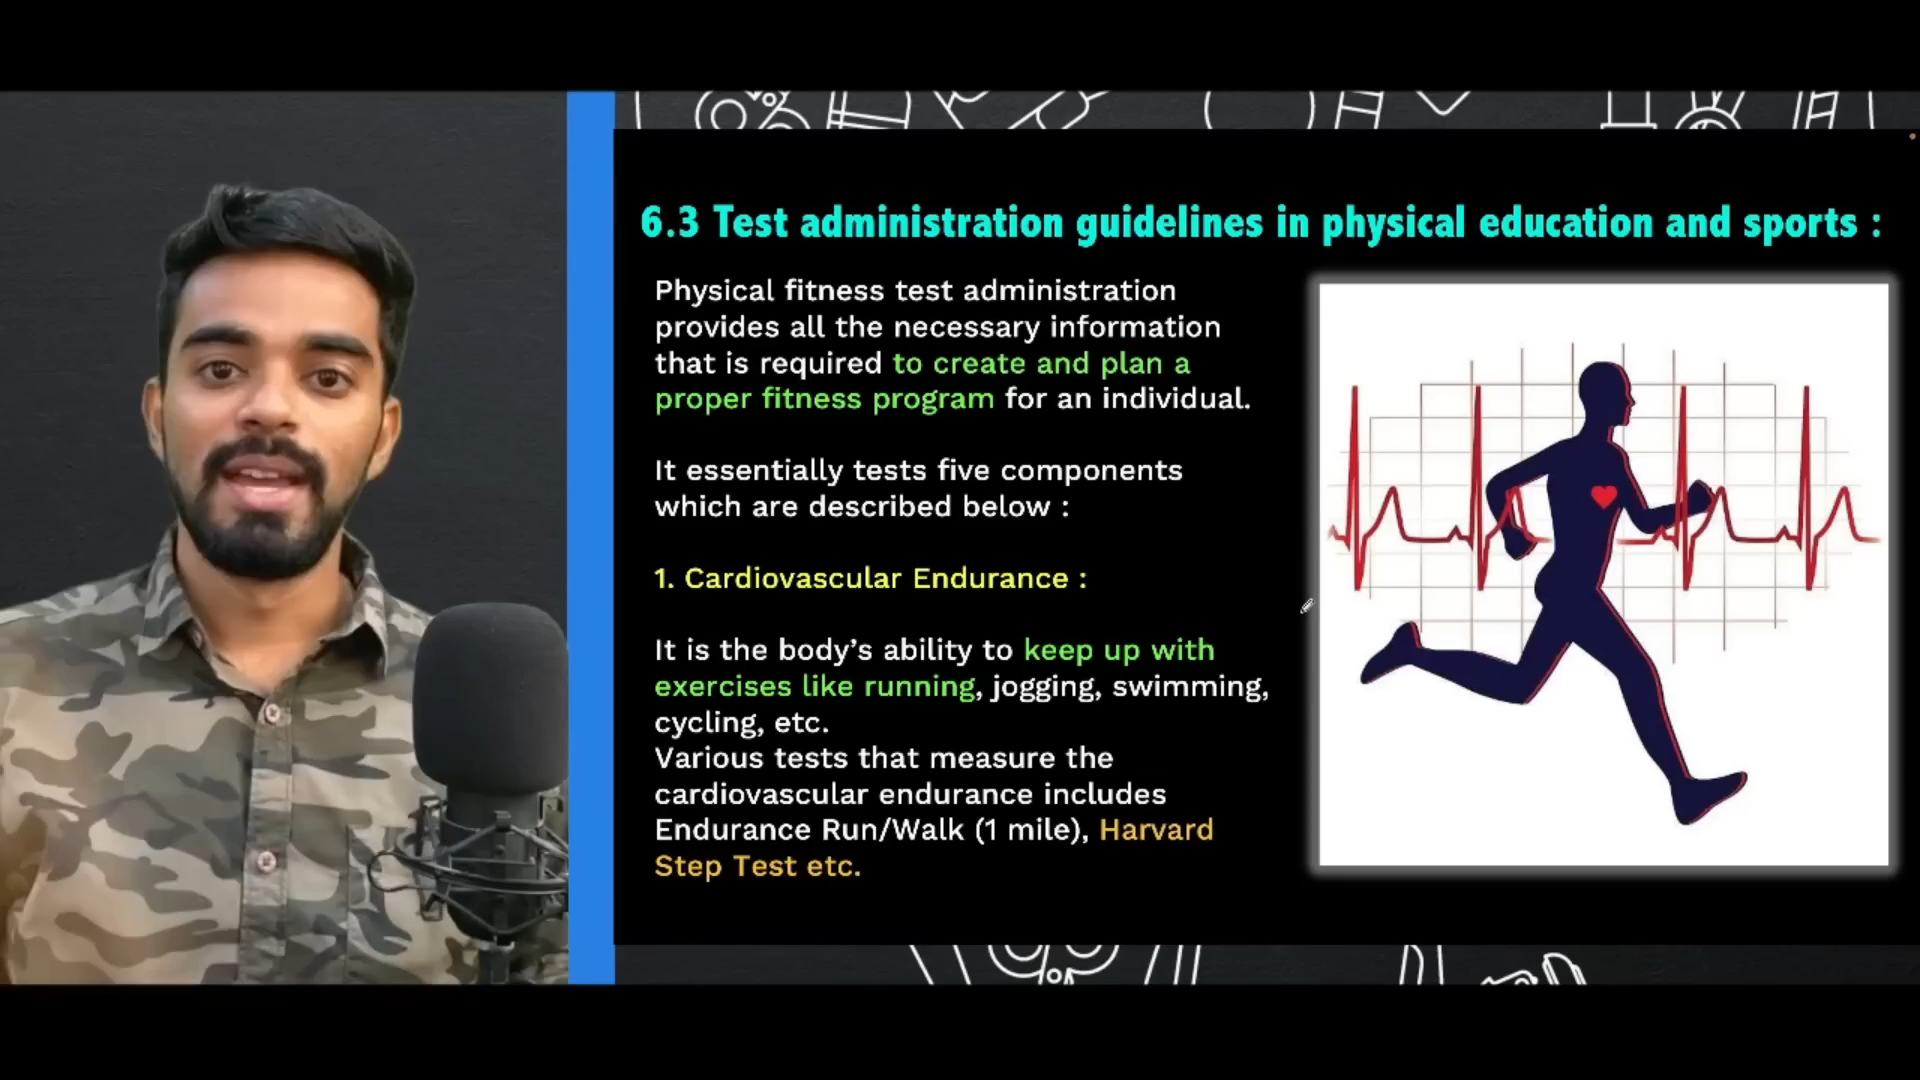 6.3 Test administration guidelines in physical education and sports :
Physical fitness test administration
provides all the necessary information
that is required to create and plan a
proper fitness program for an individual.
It essentially tests five components
which are described below :
1. Cardiovascular Endurance :
It is the body’s ability to keep up with
exercises like running, jogging, swimming,
cycling, etc.
Various tests that measure the
cardiovascular endurance includes
Endurance Run/Walk (1 mile), Harvard
Step Test etc.